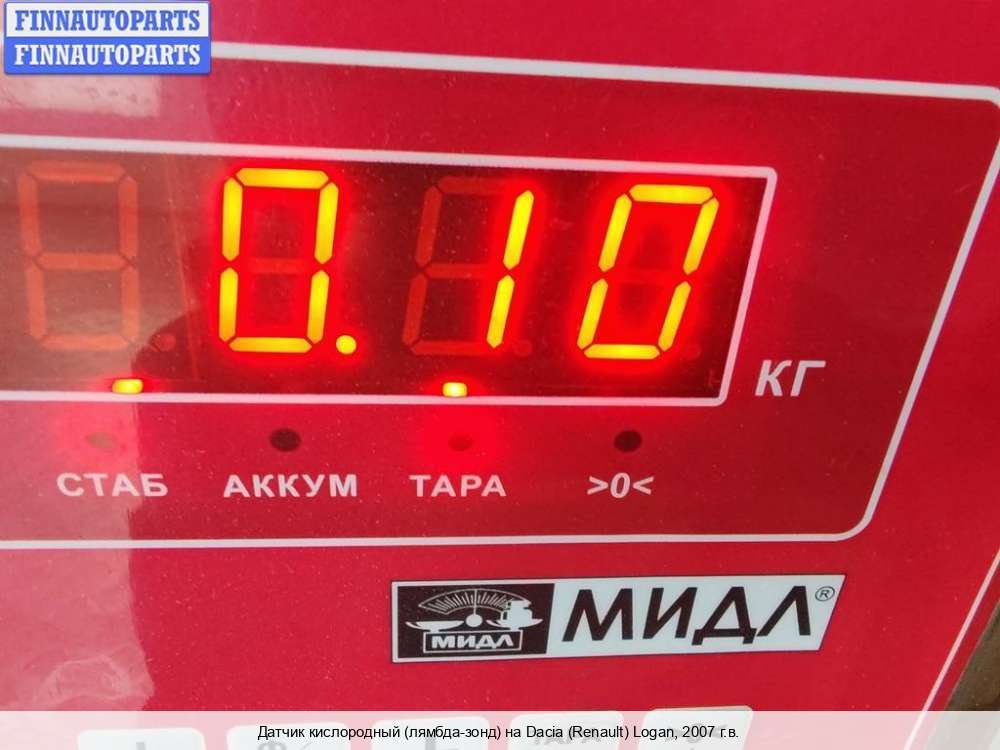 FINNAUTOPARTS
FINNAUTOPARTS
0.10
КГ
СТАБ АККУМ ТАРА >0<
МИДЛ МИДЛ®
Датчик кислородный (лямбда-зонд) на Dacia (Renault) Logan, 2007 г.в.